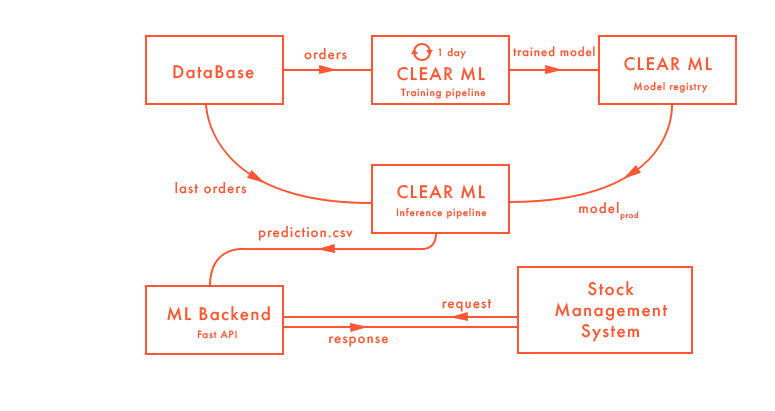 DataBase
orders
1 day
CLEAR ML
Training pipeline
trained model
CLEAR ML
Model registry
last orders
CLEAR ML
Inference pipeline
model prod
prediction.csv
ML Backend
Fast API
request
response
Stock
Management
System